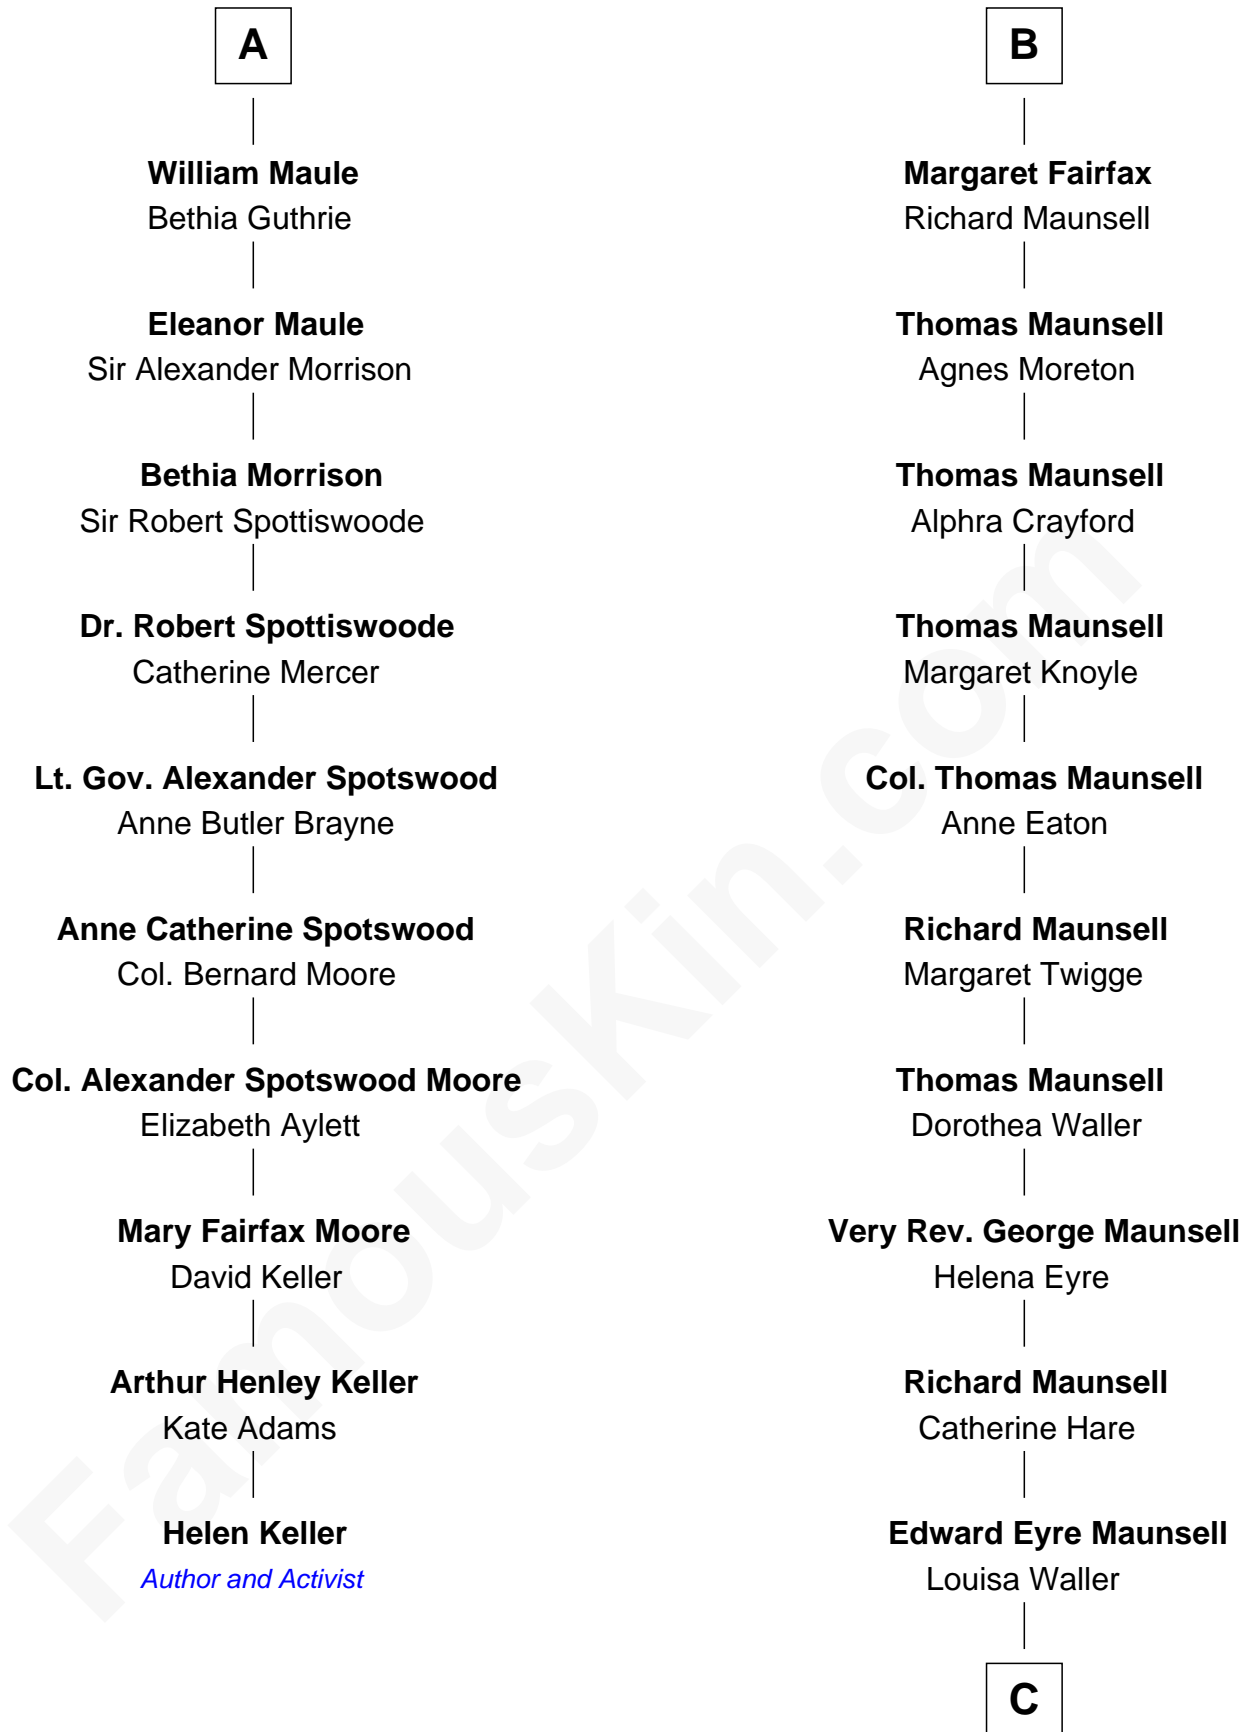 A
William Maule
Bethia Guthrie
Eleanor Maule
Sir Alexander Morrison
Bethia Morrison
Sir Robert Spottiswoode
Dr. Robert Spottiswoode
Catherine Mercer
Lt. Gov. Alexander Spotswood
Anne Butler Brayne
Anne Catherine Spotswood
Col. Bernard Moore
Col. Alexander Spotswood Moore
Elizabeth Aylett
Mary Fairfax Moore
David Keller
Arthur Henley Keller
Kate Adams
Helen Keller
Author and Activist
B
Margaret Fairfax
Richard Maunsell
Thomas Maunsell
Agnes Moreton
Thomas Maunsell
Alphra Crayford
Thomas Maunsell
Margaret Knoyle
Col. Thomas Maunsell
Anne Eaton
Richard Maunsell
Margaret Twigge
Thomas Maunsell
Dorothea Waller
Very Rev. George Maunsell
Helena Eyre
Richard Maunsell
Catherine Hare
Edward Eyre Maunsell
Louisa Waller
C
FamousKin.com